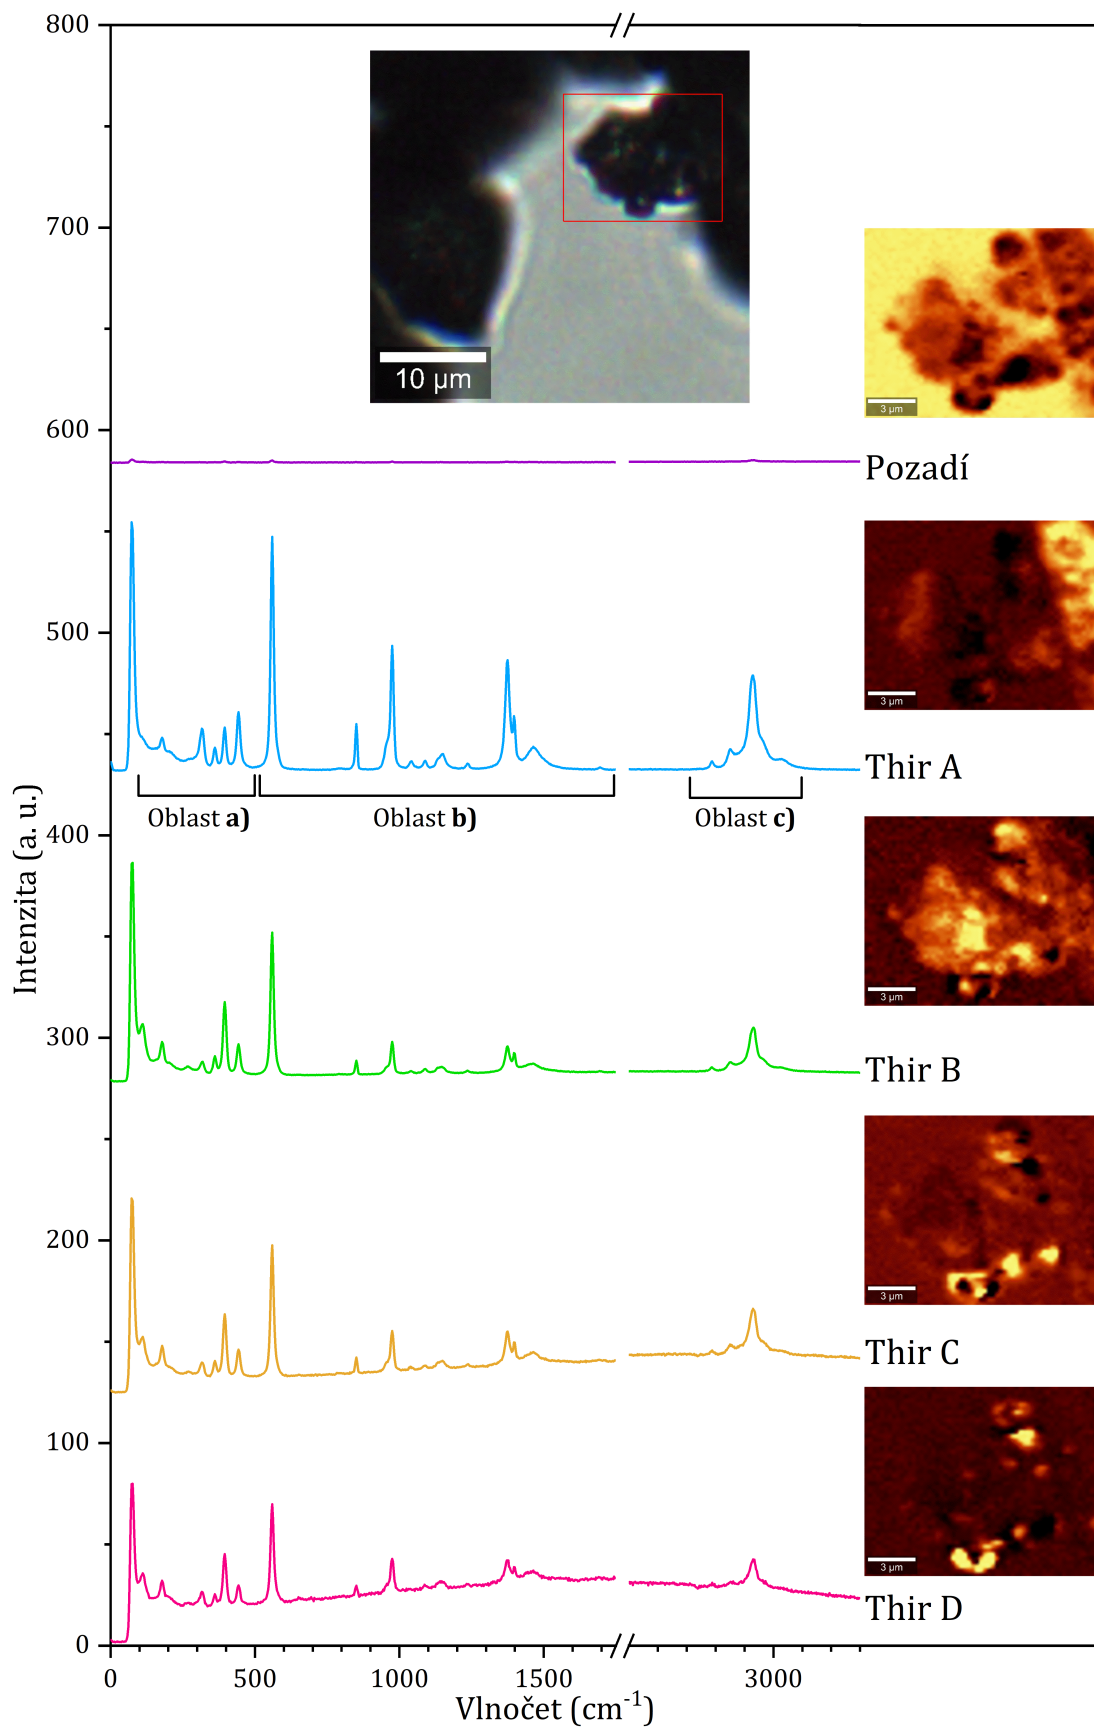 800
700
600
500
400
300
200
100
0
Intenzita (a. u.)
10 µm
3 µm
Pozadí
3 µm
Thir A
Oblast a)
Oblast b)
Oblast c)
3 µm
Thir B
3 µm
Thir C
3 µm
Thir D
0
500
1000
1500
3000
Vlnočet (cm⁻¹)